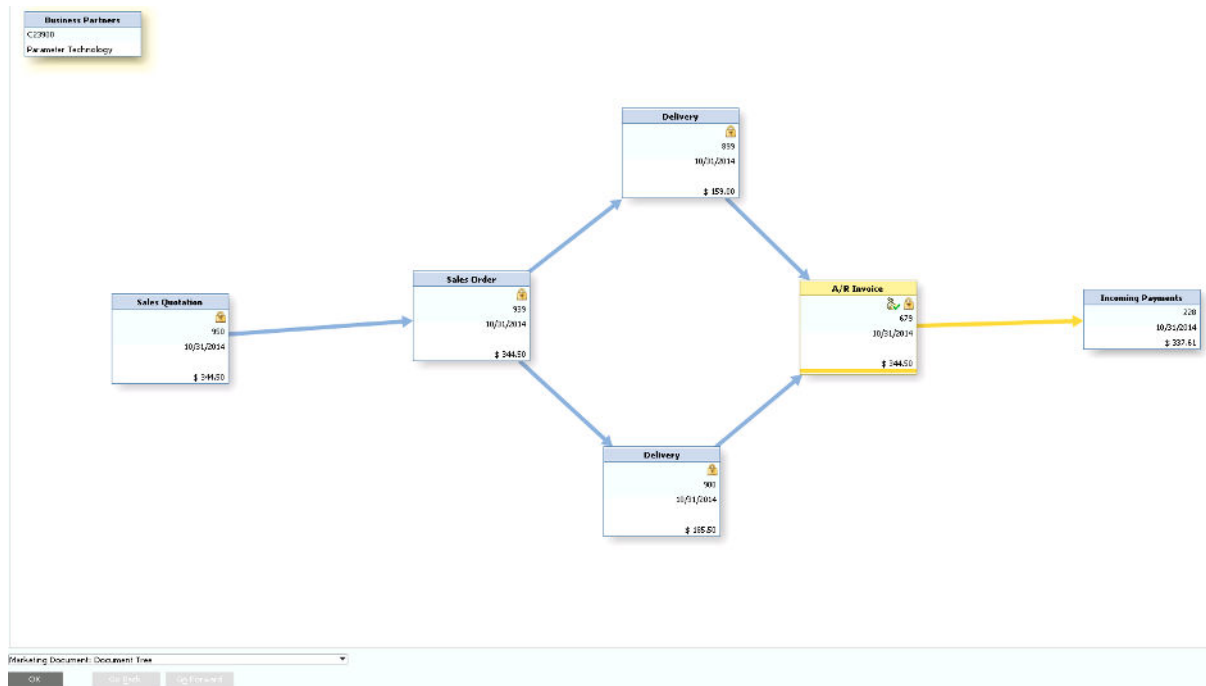 Business Partners
C23900
Parameter Technology
Delivery
899
10/31/2014
$ 159.00
Sales Order
939
10/31/2014
$ 344.50
Sales Quotation
950
10/31/2014
$ 344.50
A/R Invoice
679
10/31/2014
$ 344.50
Incoming Payments
228
10/31/2014
$ 337.61
Delivery
900
10/31/2014
$ 185.50
Marketing Document: Document Tree
OK
Go Back
Go Forward